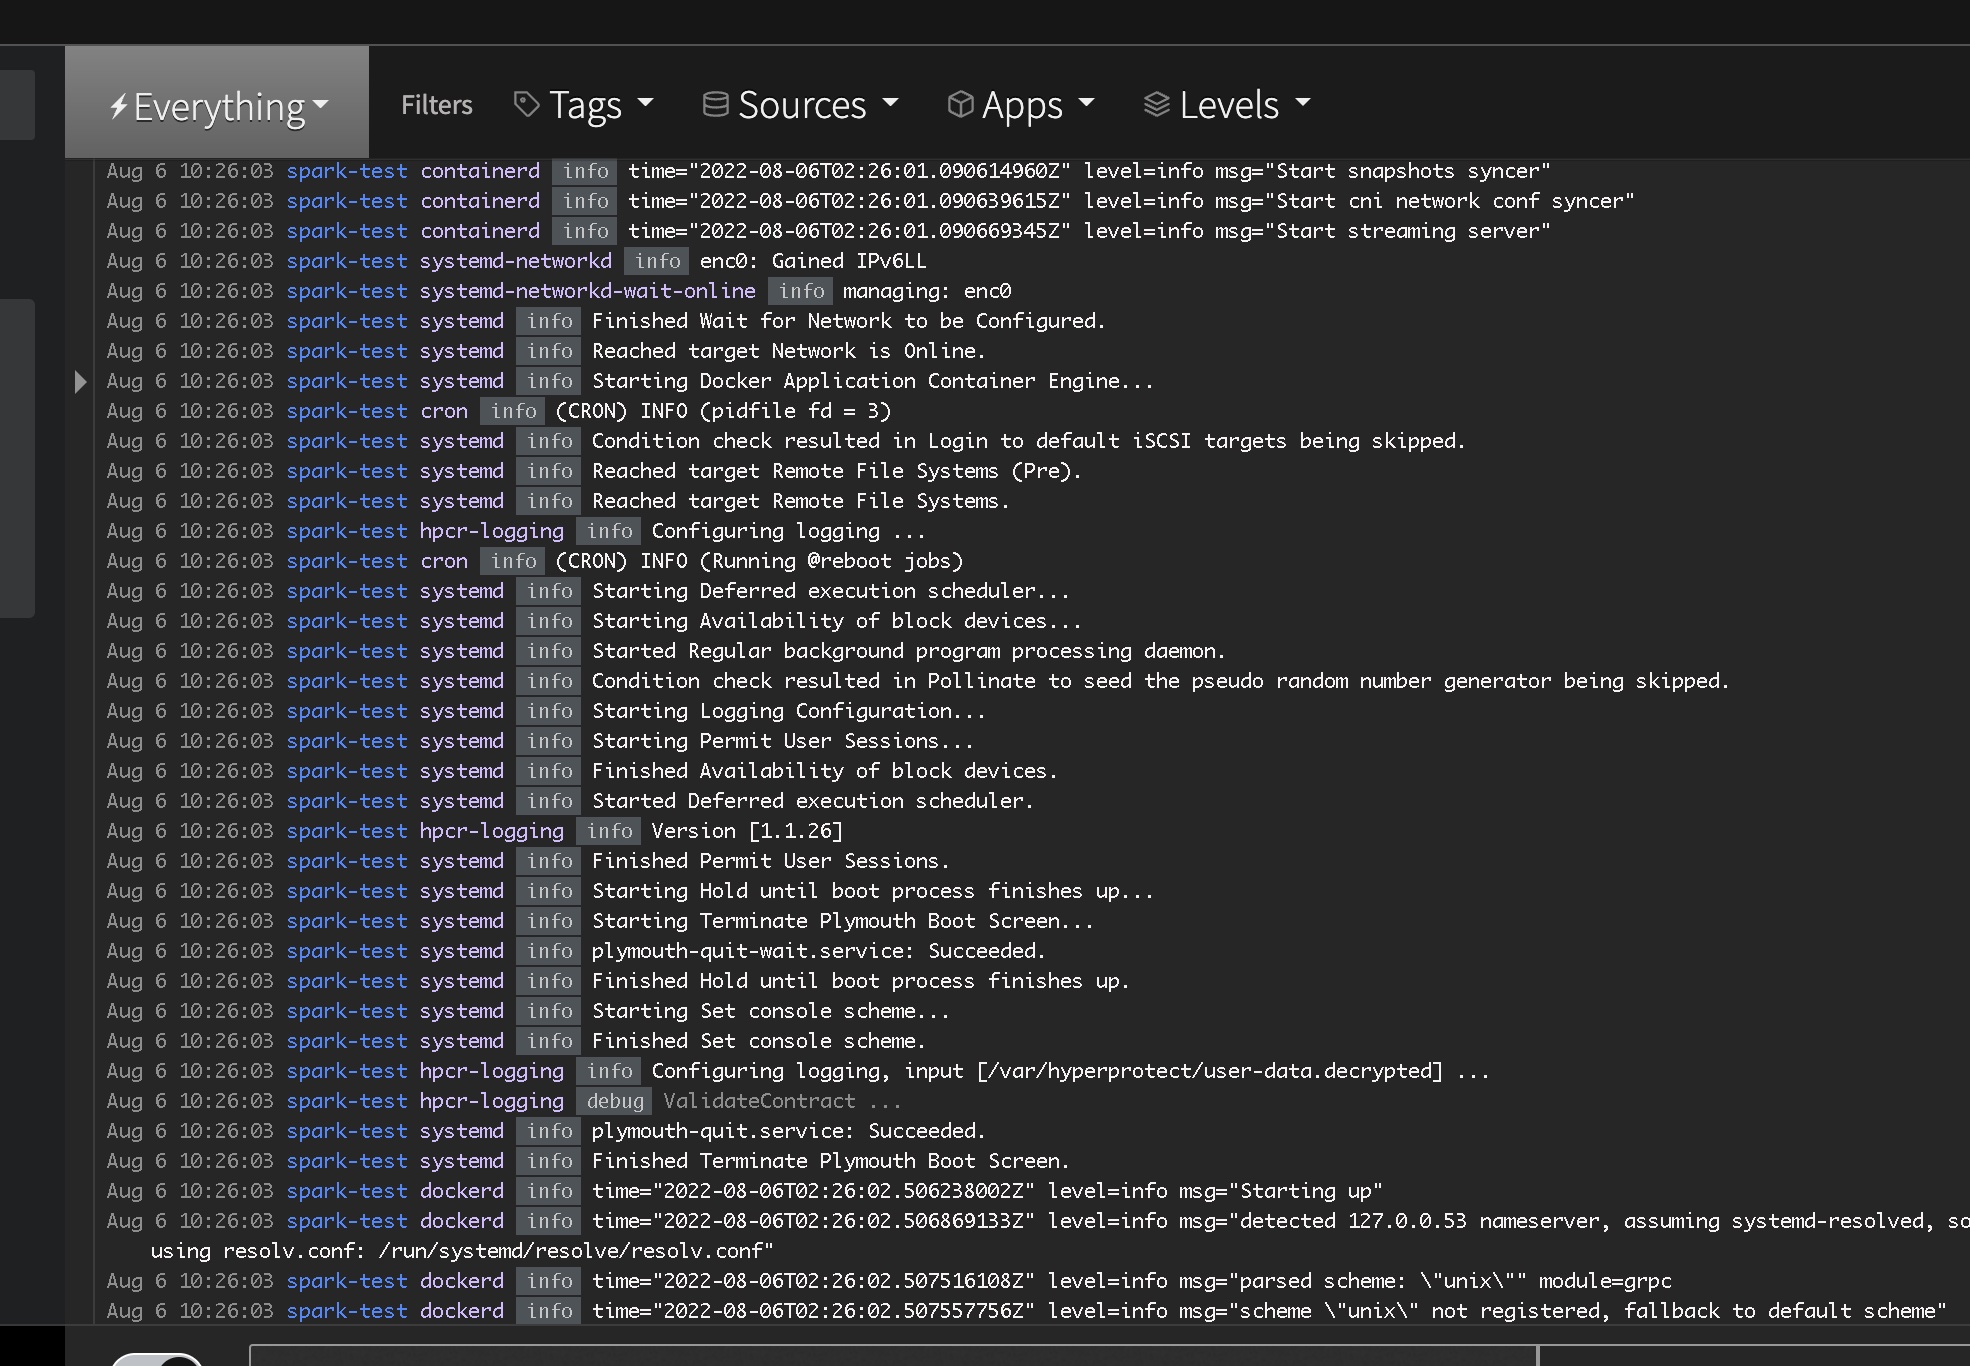 Everything Filters Tags Sources Apps Levels
Aug 6 10:26:03 spark-test containerd info time="2022-08-06T02:26:01.090614960Z" level=info msg="Start snapshots syncer"
Aug 6 10:26:03 spark-test containerd info time="2022-08-06T02:26:01.090639615Z" level=info msg="Start cni network conf syncer"
Aug 6 10:26:03 spark-test containerd info time="2022-08-06T02:26:01.090669345Z" level=info msg="Start streaming server"
Aug 6 10:26:03 spark-test systemd-networkd info enc0: Gained IPv6LL
Aug 6 10:26:03 spark-test systemd-networkd-wait-online info managing: enc0
Aug 6 10:26:03 spark-test systemd info Finished Wait for Network to be Configured.
Aug 6 10:26:03 spark-test systemd info Reached target Network is Online.
Aug 6 10:26:03 spark-test systemd info Starting Docker Application Container Engine...
Aug 6 10:26:03 spark-test cron info (CRON) INFO (pidfile fd = 3)
Aug 6 10:26:03 spark-test systemd info Condition check resulted in Login to default iSCSI targets being skipped.
Aug 6 10:26:03 spark-test systemd info Reached target Remote File Systems (Pre).
Aug 6 10:26:03 spark-test systemd info Reached target Remote File Systems.
Aug 6 10:26:03 spark-test hpcr-logging info Configuring logging ...
Aug 6 10:26:03 spark-test cron info (CRON) INFO (Running @reboot jobs)
Aug 6 10:26:03 spark-test systemd info Starting Deferred execution scheduler...
Aug 6 10:26:03 spark-test systemd info Starting Availability of block devices...
Aug 6 10:26:03 spark-test systemd info Started Regular background program processing daemon.
Aug 6 10:26:03 spark-test systemd info Condition check resulted in Pollinate to seed the pseudo random number generator being skipped.
Aug 6 10:26:03 spark-test systemd info Starting Logging Configuration...
Aug 6 10:26:03 spark-test systemd info Starting Permit User Sessions...
Aug 6 10:26:03 spark-test systemd info Finished Availability of block devices.
Aug 6 10:26:03 spark-test systemd info Started Deferred execution scheduler.
Aug 6 10:26:03 spark-test hpcr-logging info Version [1.1.26]
Aug 6 10:26:03 spark-test systemd info Finished Permit User Sessions.
Aug 6 10:26:03 spark-test systemd info Starting Hold until boot process finishes up...
Aug 6 10:26:03 spark-test systemd info Starting Terminate Plymouth Boot Screen...
Aug 6 10:26:03 spark-test systemd info plymouth-quit-wait.service: Succeeded.
Aug 6 10:26:03 spark-test systemd info Finished Hold until boot process finishes up.
Aug 6 10:26:03 spark-test systemd info Starting Set console scheme...
Aug 6 10:26:03 spark-test systemd info Finished Set console scheme.
Aug 6 10:26:03 spark-test hpcr-logging info Configuring logging, input [/var/hyperprotect/user-data.decrypted] ...
Aug 6 10:26:03 spark-test hpcr-logging debug ValidateContract ...
Aug 6 10:26:03 spark-test systemd info plymouth-quit.service: Succeeded.
Aug 6 10:26:03 spark-test systemd info Finished Terminate Plymouth Boot Screen.
Aug 6 10:26:03 spark-test dockerd info time="2022-08-06T02:26:02.506238002Z" level=info msg="Starting up"
Aug 6 10:26:03 spark-test dockerd info time="2022-08-06T02:26:02.506869133Z" level=info msg="detected 127.0.0.53 nameserver, assuming systemd-resolved, so
using resolv.conf: /run/systemd/resolve/resolv.conf"
Aug 6 10:26:03 spark-test dockerd info time="2022-08-06T02:26:02.507516108Z" level=info msg="parsed scheme: \"unix\"" module=grpc
Aug 6 10:26:03 spark-test dockerd info time="2022-08-06T02:26:02.507557756Z" level=info msg="scheme \"unix\" not registered, fallback to default scheme"